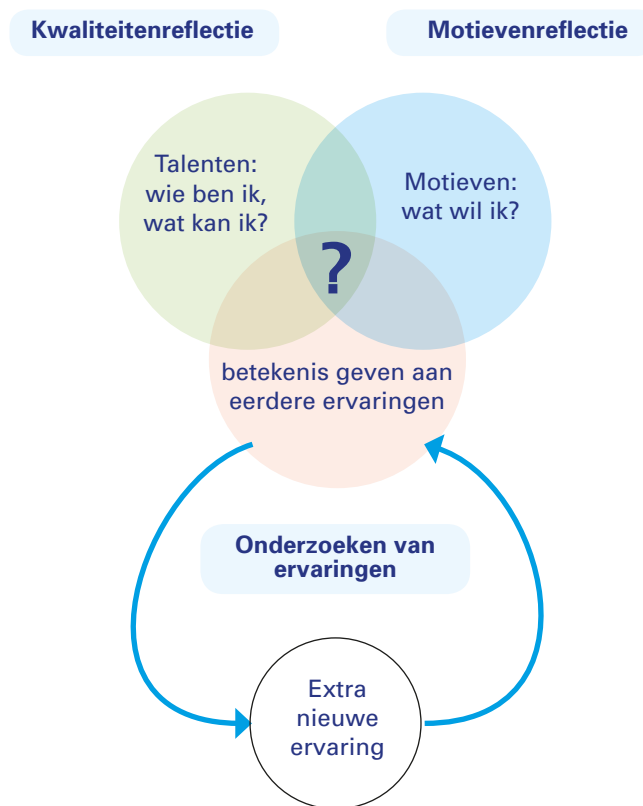 Kwaliteitenreflectie
Motievenreflectie
Talenten:
wie ben ik,
wat kan ik?
Motieven:
wat wil ik?
?
betekenis geven aan
eerdere ervaringen
Onderzoeken van
ervaringen
Extra
nieuwe
ervaring